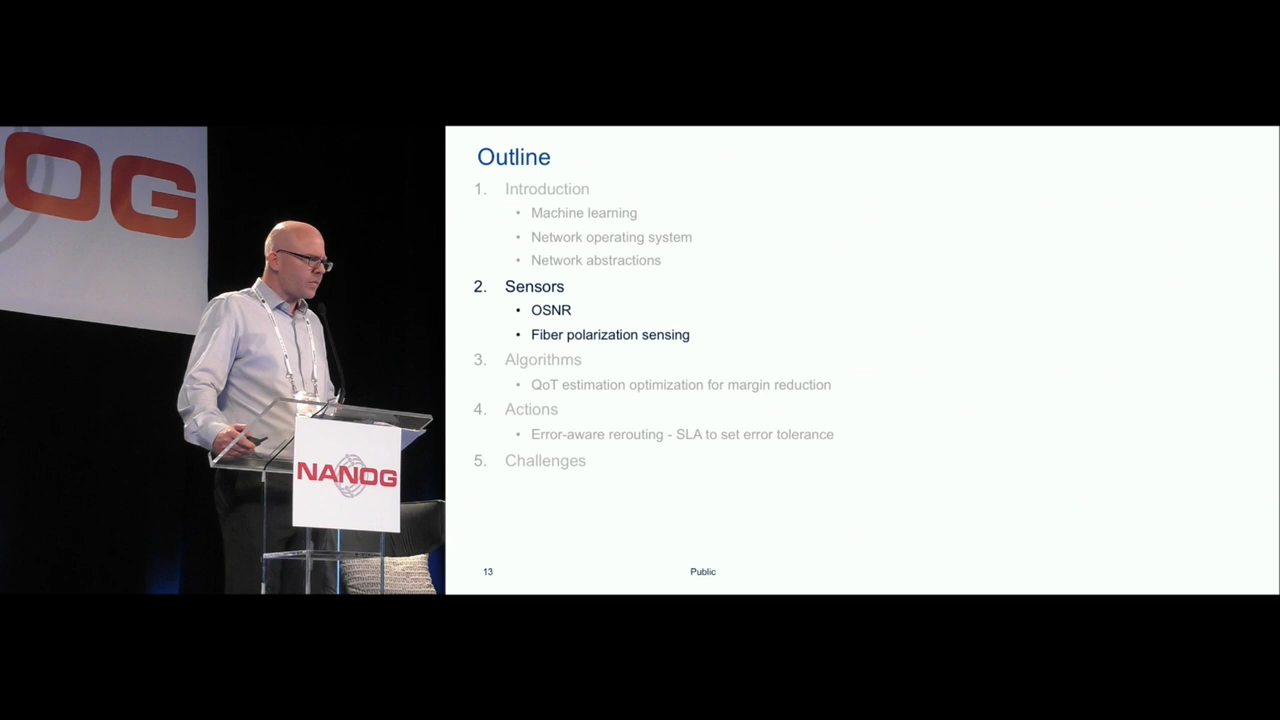 OG
NANOG
Outline
1. Introduction
• Machine learning
• Network operating system
• Network abstractions
2. Sensors
• OSNR
• Fiber polarization sensing
3. Algorithms
• QoT estimation optimization for margin reduction
4. Actions
• Error-aware rerouting - SLA to set error tolerance
5. Challenges
13 Public